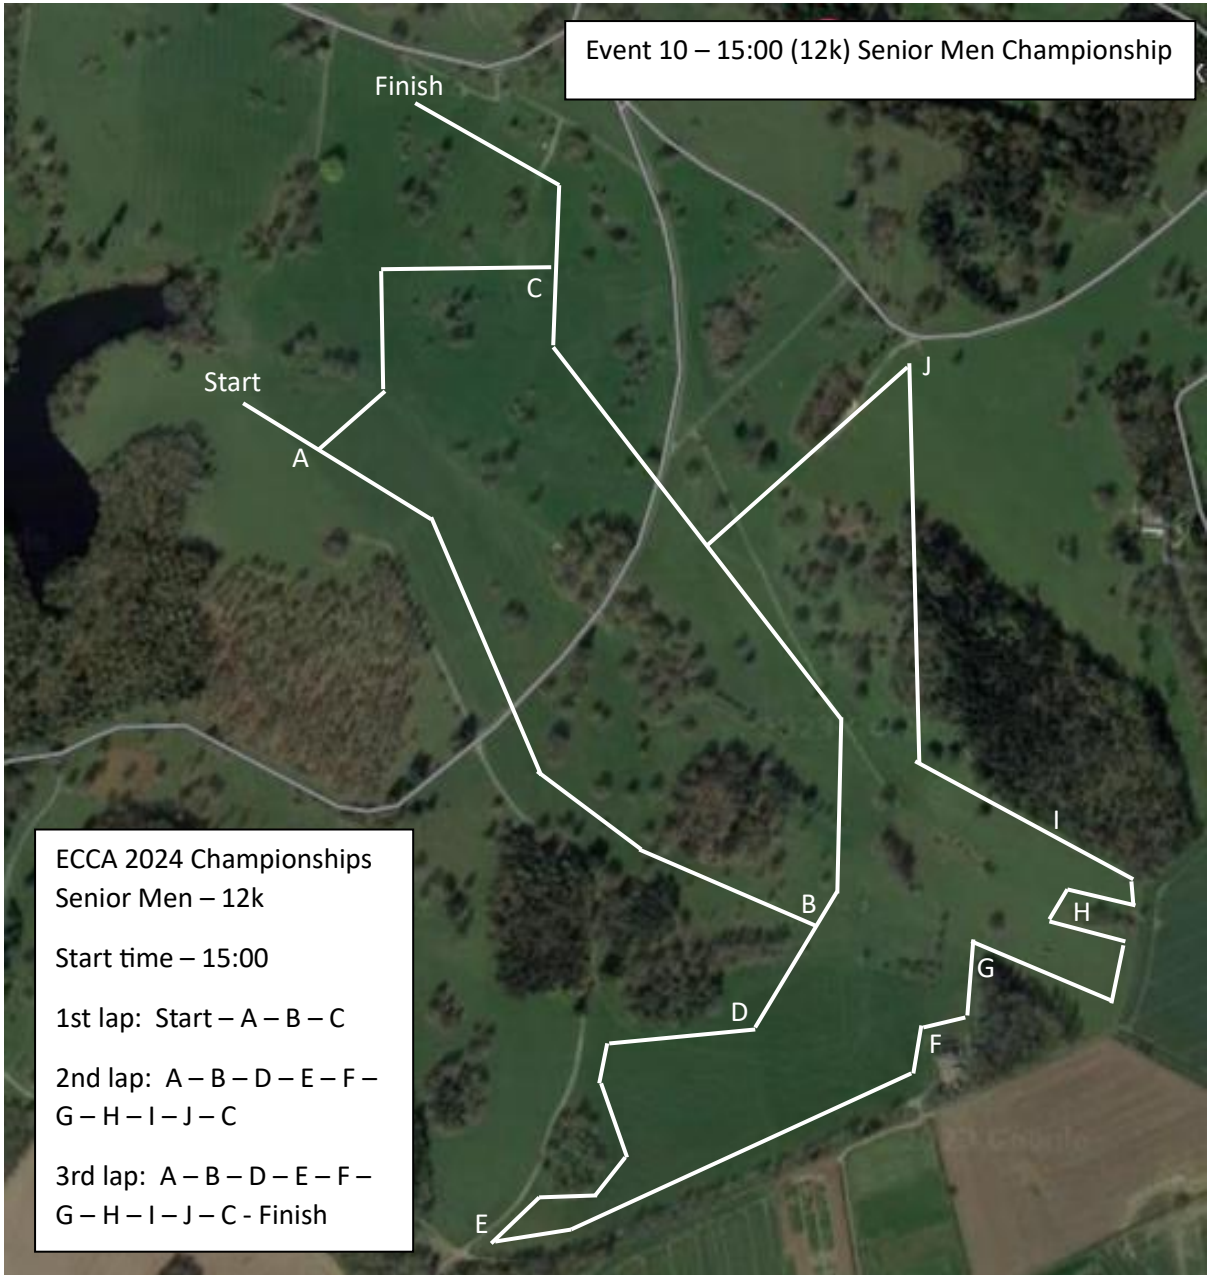 Event 10 – 15:00 (12k) Senior Men Championship
Finish
C
Start
J
A
I
B
H
G
D
F
E
ECCA 2024 Championships
Senior Men – 12k
Start time – 15:00
1st lap: Start – A – B – C
2nd lap: A – B – D – E – F –
G – H – I – J – C
3rd lap: A – B – D – E – F –
G – H – I – J – C - Finish